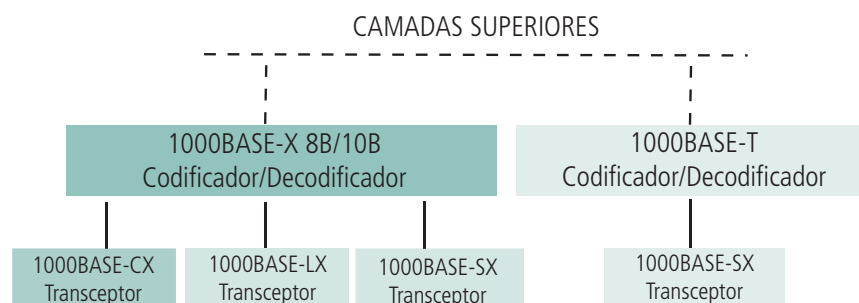 CAMADAS SUPERIORES
1000BASE-X 8B/10B
Codificador/Decodificador
1000BASE-T
Codificador/Decodificador
1000BASE-CX
Transceptor
1000BASE-LX
Transceptor
1000BASE-SX
Transceptor
1000BASE-SX
Transceptor